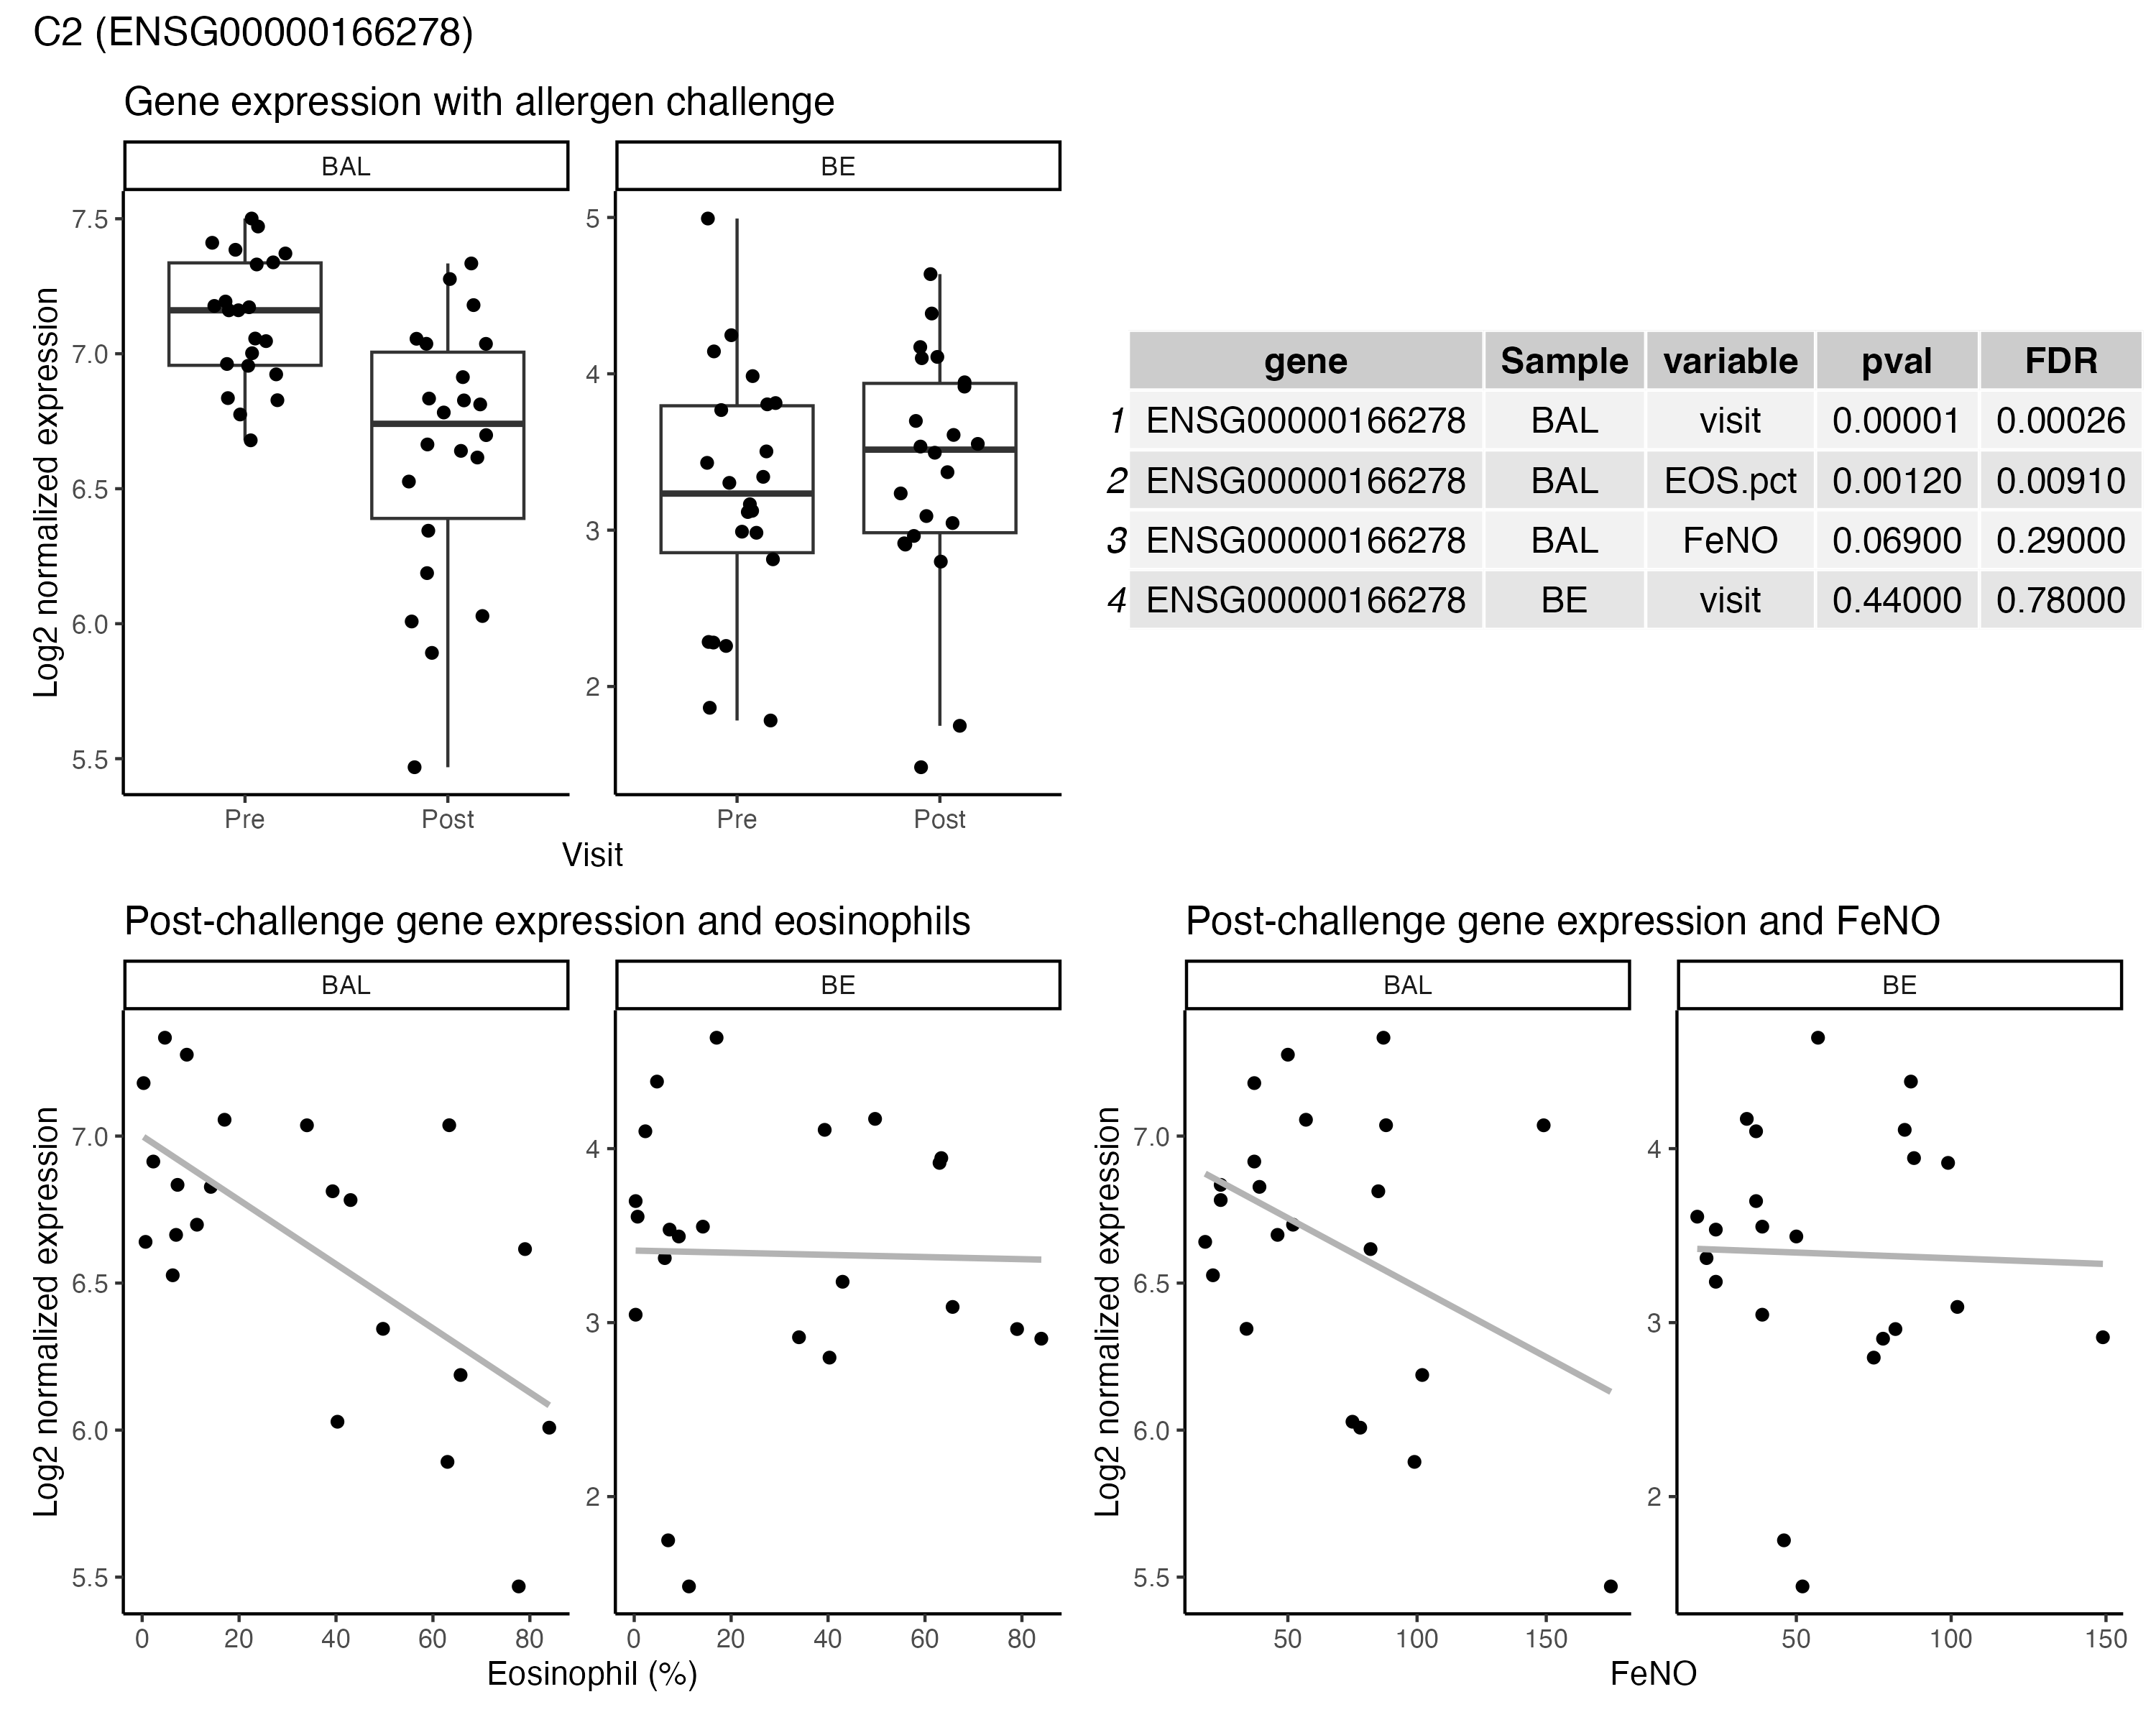 C2 (ENSG00000166278)
Gene expression with allergen challenge
BAL
BE
Log2 normalized expression
7.5
7.0
6.5
6.0
5.5
5
4
3
2
Pre
Post
Pre
Post
Visit
gene Sample variable pval FDR
1 ENSG00000166278 BAL visit 0.00001 0.00026
2 ENSG00000166278 BAL EOS.pct 0.00120 0.00910
3 ENSG00000166278 BAL FeNO 0.06900 0.29000
4 ENSG00000166278 BE visit 0.44000 0.78000
Post-challenge gene expression and eosinophils
BAL
BE
Log2 normalized expression
7.0
6.5
6.0
5.5
4
3
2
0 20 40 60 80
0 20 40 60 80
Eosinophil (%)
Post-challenge gene expression and FeNO
BAL
BE
Log2 normalized expression
7.0
6.5
6.0
5.5
4
3
2
50 100 150
50 100 150
FeNO